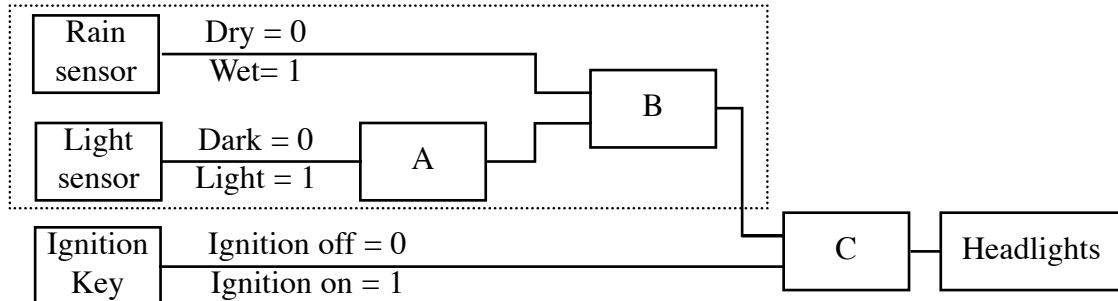 Rain
sensor
Dry = 0
Wet= 1
B
Light
sensor
Dark = 0
Light = 1
A
Ignition
Key
Ignition off = 0
Ignition on = 1
C
Headlights